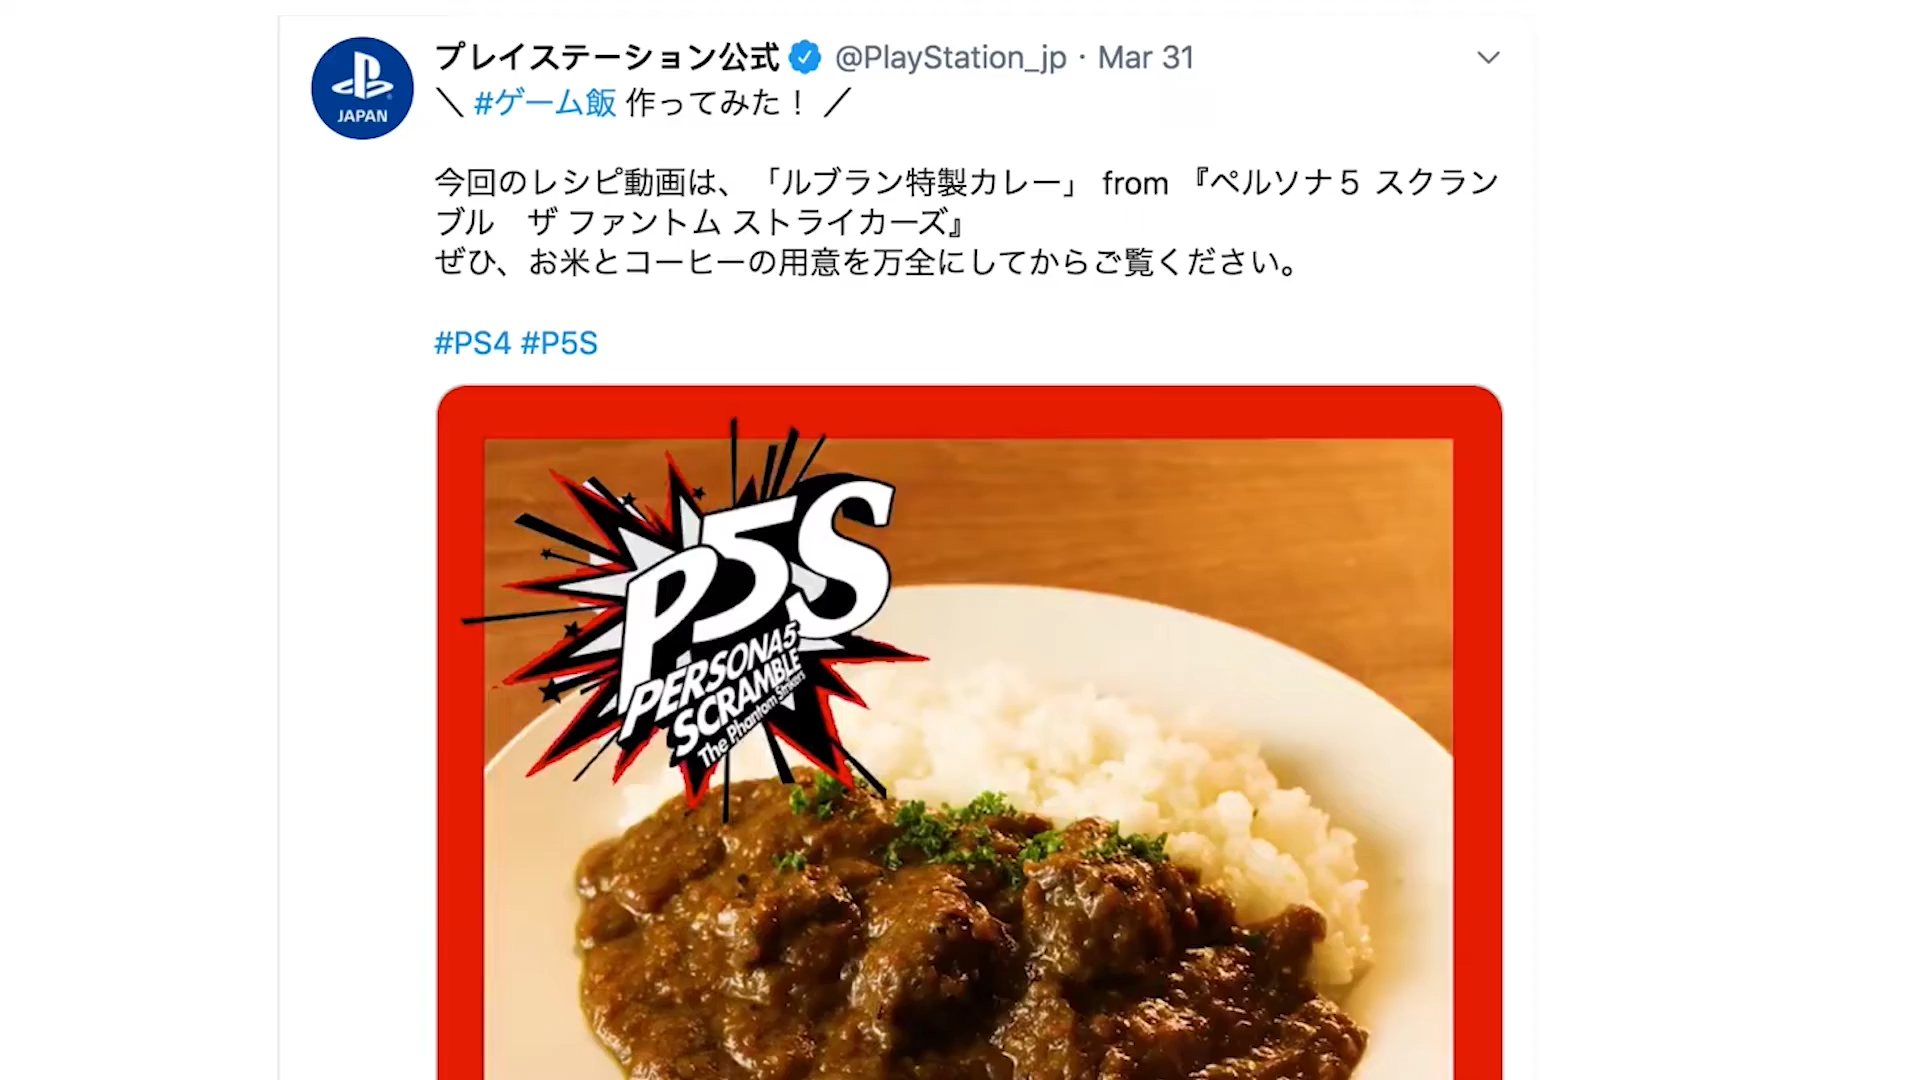 プレイステーション公式 @PlayStation_jp · Mar 31
JAPAN
＼ #ゲーム飯 作ってみた！ ／
今回のレシピ動画は、「ルブラン特製カレー」 from 『ペルソナ５ スクラン
ブル　ザ ファントム ストライカーズ』
ぜひ、お米とコーヒーの用意を万全にしてからご覧ください。
#PS4 #P5S
P5S
PERSONA5
SCRAMBLE
The Phantom Strikers